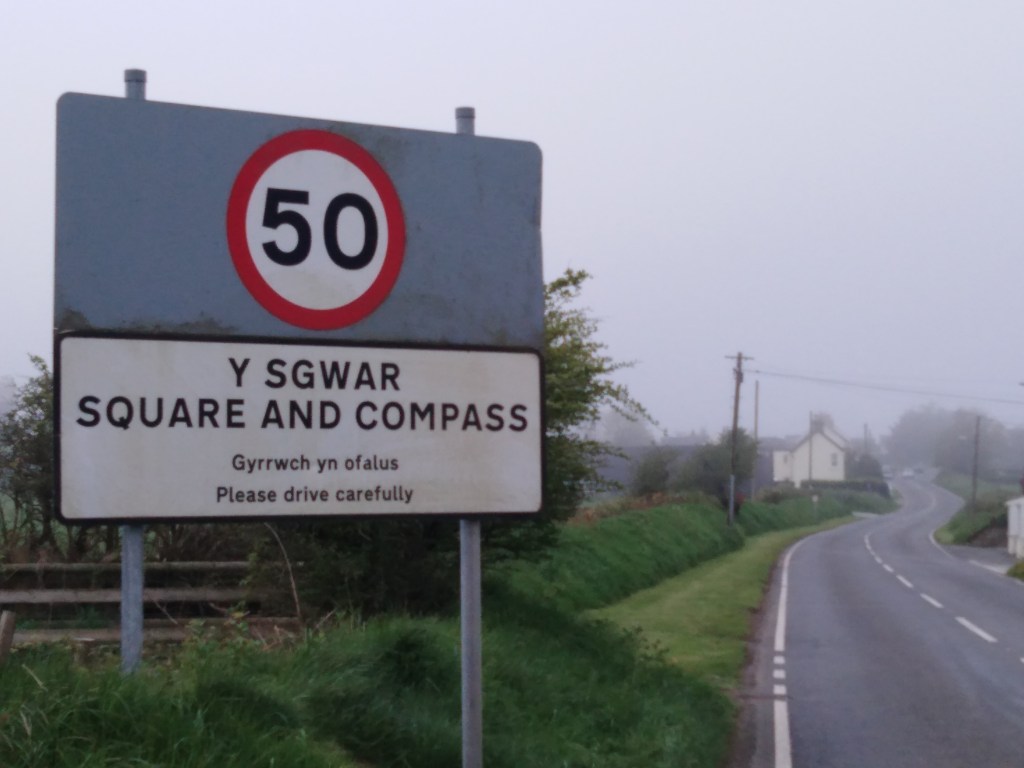 50
Y SGWAR
SQUARE AND COMPASS
Gyrrwch yn ofalus
Please drive carefully